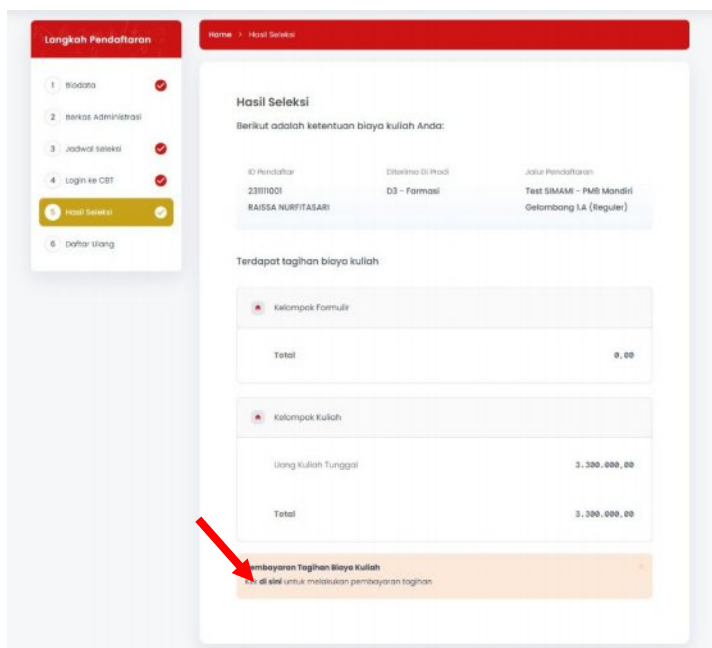 Langkah Pendaftaran
Home > Hasil Seleksi
1 Biodata
2 Berkas Administrasi
3 Jadwal Seleksi
4 Login ke CBT
5 Hasil Seleksi
6 Daftar Ulang
Hasil Seleksi
Berikut adalah ketentuan biaya kuliah Anda:
ID Pendaftar
231111001
RAISSA NURFITASARI
Diterima Di Prodi
D3 - Farmasi
Jalur Pendaftaran
Test SIMAMI - PMB Mandiri
Gelombang 1.A (Reguler)
Terdapat tagihan biaya kuliah
Kelompok Formulir
Total 0,00
Kelompok Kuliah
Uang Kuliah Tunggal 3.300.000,00
Total 3.300.000,00
Pembayaran Tagihan Biaya Kuliah
di sini untuk melakukan pembayaran tagihan